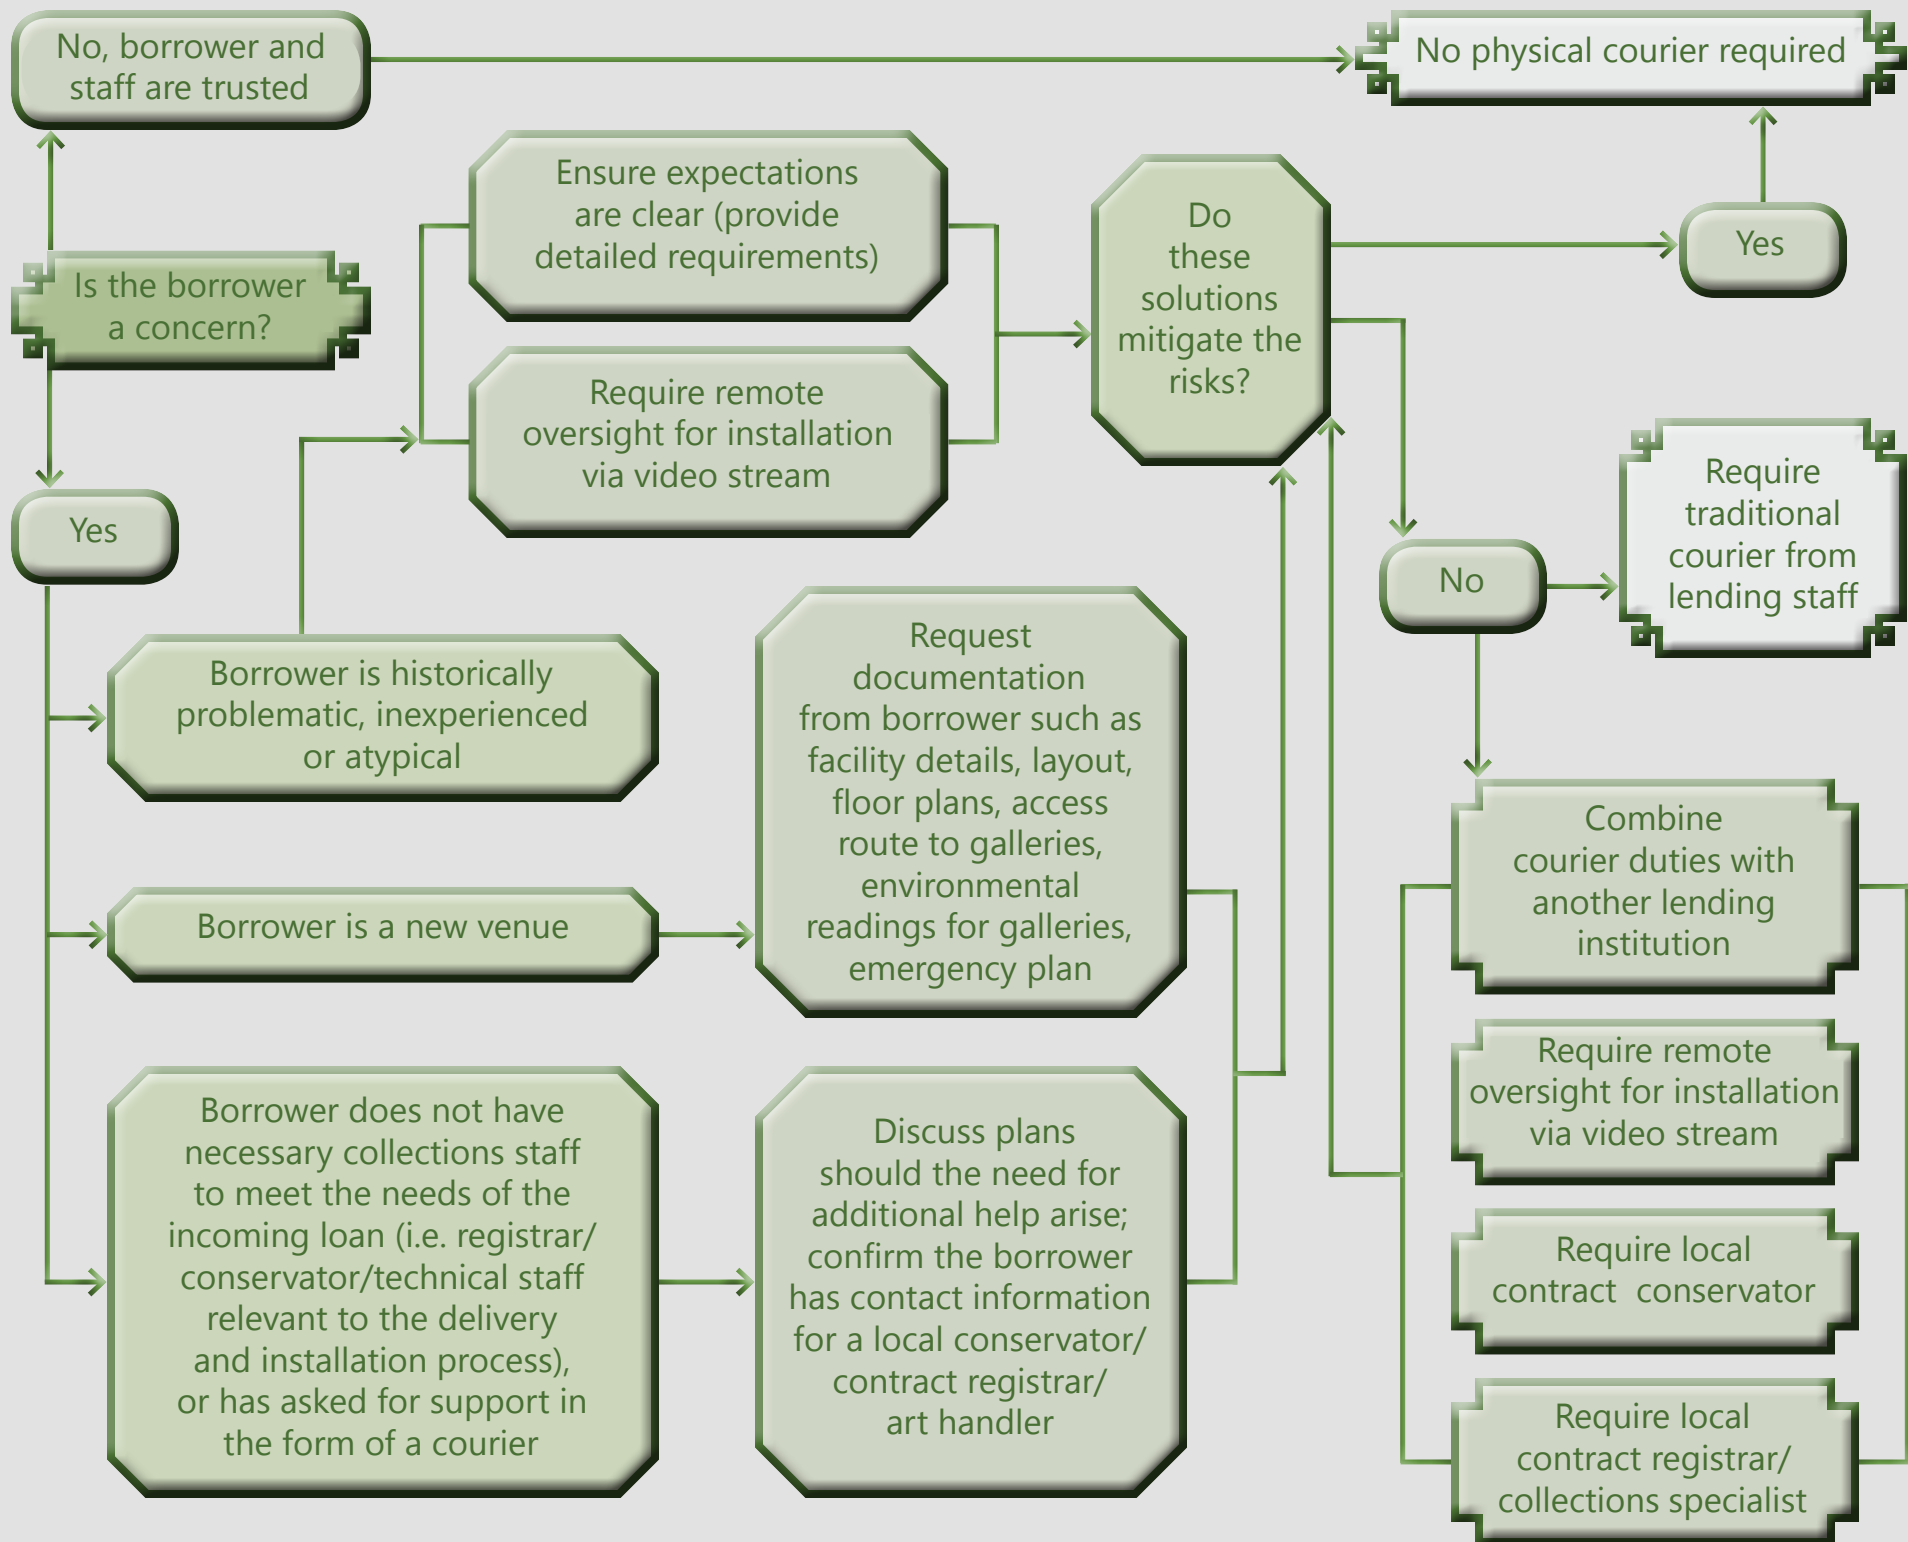 No, borrower and
staff are trusted
No physical courier required
Ensure expectations
are clear (provide
detailed requirements)
Do
these
solutions
mitigate the
risks?
Yes
Is the borrower
a concern?
Require remote
oversight for installation
via video stream
Yes
Require
traditional
courier from
lending staff
No
Borrower is historically
problematic, inexperienced
or atypical
Request
documentation
from borrower such as
facility details, layout,
floor plans, access
route to galleries,
environmental
readings for galleries,
emergency plan
Borrower is a new venue
Combine
courier duties with
another lending
institution
Require remote
oversight for installation
via video stream
Borrower does not have
necessary collections staff
to meet the needs of the
incoming loan (i.e. registrar/
conservator/technical staff
relevant to the delivery
and installation process),
or has asked for support in
the form of a courier
Discuss plans
should the need for
additional help arise;
confirm the borrower
has contact information
for a local conservator/
contract registrar/
art handler
Require local
contract  conservator
Require local
contract registrar/
collections specialist